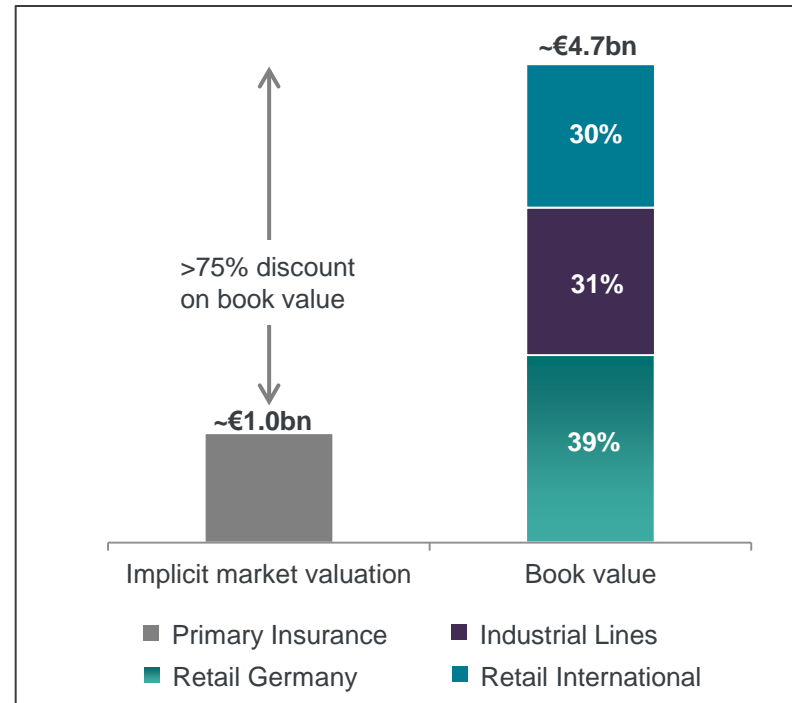 ~€4.7bn
30%
>75% discount
on book value
31%
~€1.0bn
39%
Implicit market valuation
Book value
Primary Insurance
Industrial Lines
Retail Germany
Retail International